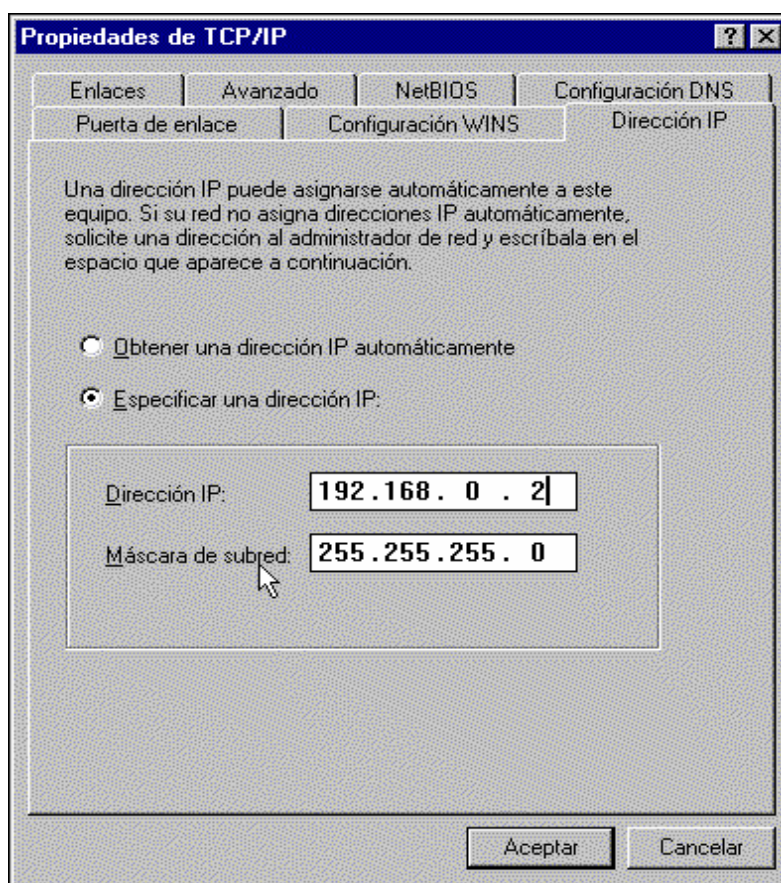 Propiedades de TCP/IP
Enlaces Avanzado NetBIOS Configuración DNS
Puerta de enlace Configuración WINS Dirección IP
Una dirección IP puede asignarse automáticamente a este
equipo. Si su red no asigna direcciones IP automáticamente,
solicite una dirección al administrador de red y escríbala en el
espacio que aparece a continuación.
Obtener una dirección IP automáticamente
Especificar una dirección IP:
Dirección IP: 192.168. 0 . 2
Máscara de subred: 255.255.255. 0
Aceptar Cancelar